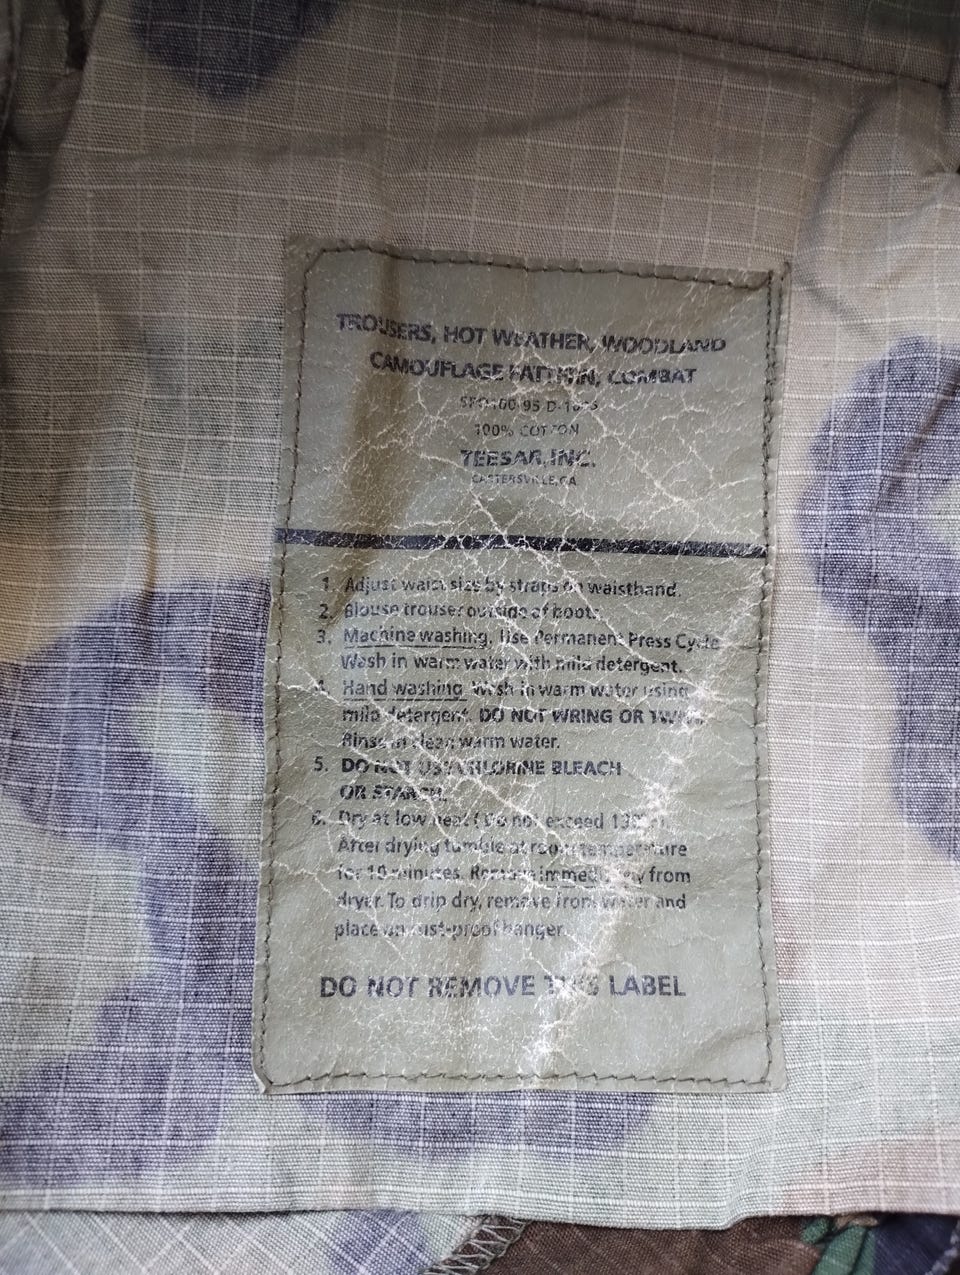 TROUSERS, HOT WEATHER, WOODLAND
CAMOUFLAGE PATTERN, COMBAT
100% COTTON
TEESAR, INC.
CARTERSVILLE, GA
1. Adjust waist size by straps on waistband.
2. Blouse trouser outside of boots.
3. Machine washing. Use Permanent Press Cycle
Wash in warm water with mild detergent.
4. Hand washing. Wash in warm water using
mild detergent. DO NOT WRING OR TWIST.
Rinse in clean warm water.
5. DO NOT USE CHLORINE BLEACH
OR STARCH.
6. Dry at low heat ( Do not exceed
After drying tumble at room temperature
for 10 minutes. Remove immediately from
dryer. To drip dry, remove from water and
place on rust-proof hanger.
DO NOT REMOVE THIS LABEL